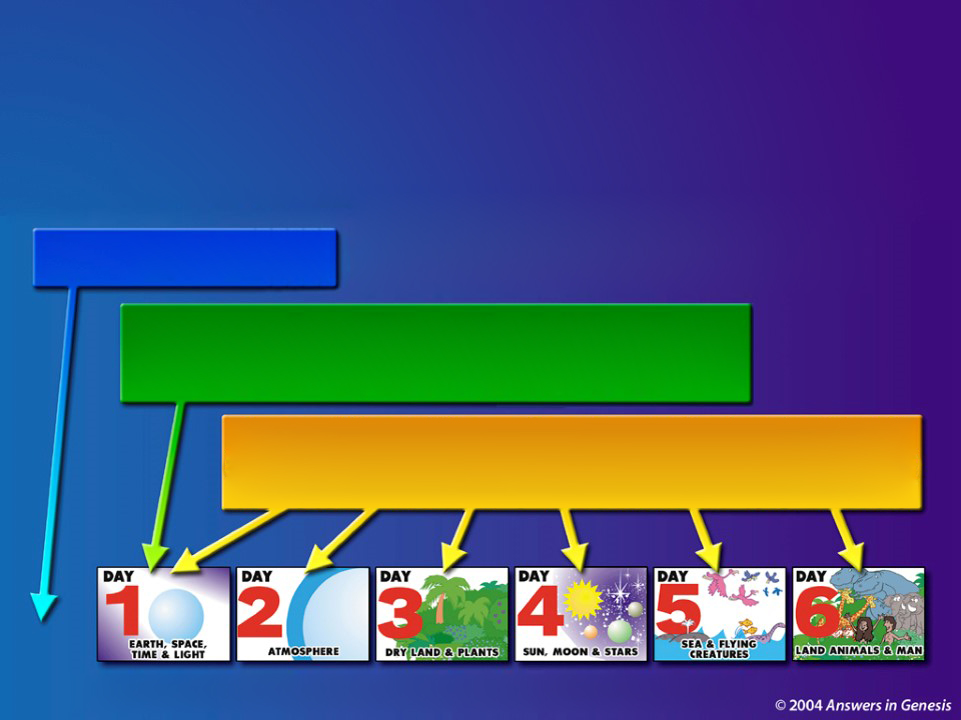 DAY
1
EARTH, SPACE,
TIME & LIGHT
DAY
2
ATMOSPHERE
DAY
3
DRY LAND & PLANTS
DAY
4
SUN, MOON & STARS
DAY
5
SEA & FLYING
CREATURES
DAY
6
LAND ANIMALS & MAN
© 2004 Answers in Genesis